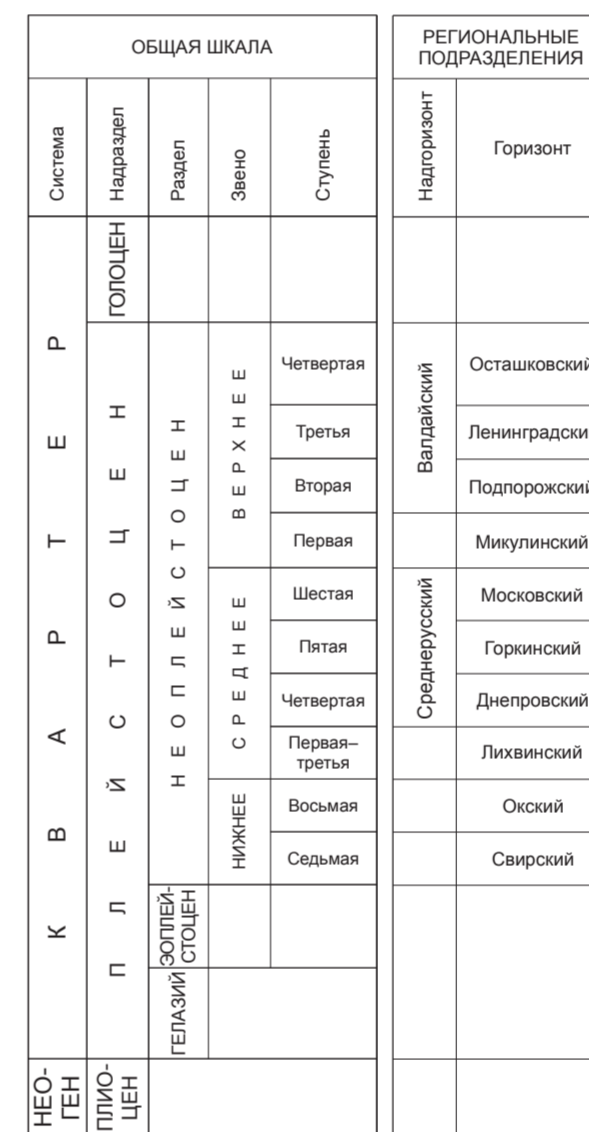 ОБЩАЯ ШКАЛА
РЕГИОНАЛЬНЫЕ
ПОДРАЗДЕЛЕНИЯ
Система
Надраздел
Раздел
Звено
Ступень
Надгоризонт
Горизонт
КВАРТЕР
ГОЛОЦЕН
ПЛЕЙСТОЦЕН
НЕОПЛЕЙСТОЦЕН
ВЕРХНЕЕ
Четвертая
Валдайский
Осташковский
Третья
Ленинградски
Вторая
Подпорожский
Первая
Микулинский
СРЕДНЕЕ
Шестая
Среднерусский
Московский
Пятая
Горкинский
Четвертая
Днепровский
Первая–
третья
Лихвинский
НИЖНЕЕ
Восьмая
Окский
Седьмая
Свирский
ЭОПЛЕЙ-
СТОЦЕН
ГЕЛАЗИЙ
НЕО-
ГЕН
ПЛИО-
ЦЕН